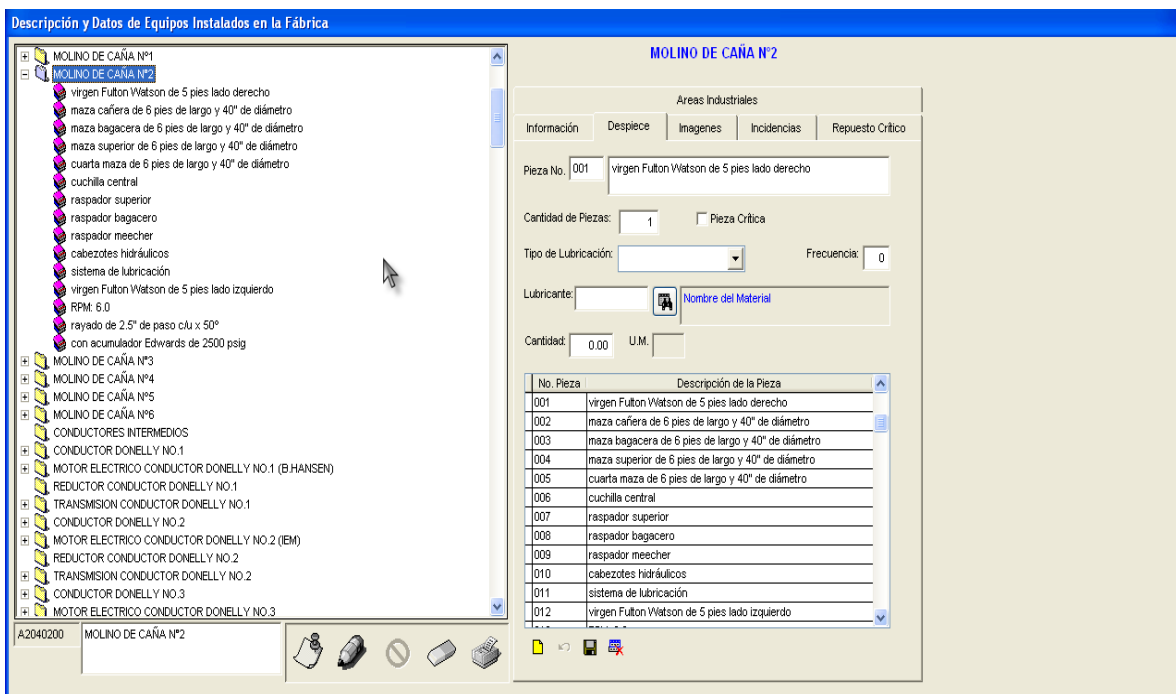 Descripción y Datos de Equipos Instalados en la Fábrica
MOLINO DE CAÑA Nº1
MOLINO DE CAÑA Nª2
virgen Fulton Watson de 5 pies lado derecho
maza cañera de 6 pies de largo y 40" de diámetro
maza bagacera de 6 pies de largo y 40" de diámetro
maza superior de 6 pies de largo y 40" de diámetro
cuarta maza de 6 pies de largo y 40" de diámetro
cuchilla central
raspador superior
raspador bagacero
raspador meecher
cabezotes hidráulicos
sistema de lubricación
virgen Fulton Watson de 5 pies lado izquierdo
RPM: 6.0
rayado de 2.5" de paso c/u x 50º
con acumulador Edwards de 2500 psig
MOLINO DE CAÑA Nª3
MOLINO DE CAÑA Nº4
MOLINO DE CAÑA Nº5
MOLINO DE CAÑA Nº6
CONDUCTORES INTERMEDIOS
CONDUCTOR DONELLY NO.1
MOTOR ELECTRICO CONDUCTOR DONELLY NO.1 (B.HANSEN)
REDUCTOR CONDUCTOR DONELLY NO.1
TRANSMISION CONDUCTOR DONELLY NO.1
CONDUCTOR DONELLY NO.2
MOTOR ELECTRICO CONDUCTOR DONELLY NO.2 (IEM)
REDUCTOR CONDUCTOR DONELLY NO.2
TRANSMISION CONDUCTOR DONELLY NO.2
CONDUCTOR DONELLY NO.3
MOTOR ELECTRICO CONDUCTOR DONELLY NO.3
A2040200 MOLINO DE CAÑA Nª2
MOLINO DE CAÑA Nª2
Areas Industriales
Información Despiece Imagenes Incidencias Repuesto Crítico
Pieza No. 001 virgen Fulton Watson de 5 pies lado derecho
Cantidad de Piezas: 1 Pieza Crítica
Tipo de Lubricación: Frecuencia: 0
Lubricante: Nombre del Material
Cantidad: 0.00 U.M.
No. Pieza Descripción de la Pieza
001 virgen Fulton Watson de 5 pies lado derecho
002 maza cañera de 6 pies de largo y 40" de diámetro
003 maza bagacera de 6 pies de largo y 40" de diámetro
004 maza superior de 6 pies de largo y 40" de diámetro
005 cuarta maza de 6 pies de largo y 40" de diámetro
006 cuchilla central
007 raspador superior
008 raspador bagacero
009 raspador meecher
010 cabezotes hidráulicos
011 sistema de lubricación
012 virgen Fulton Watson de 5 pies lado izquierdo